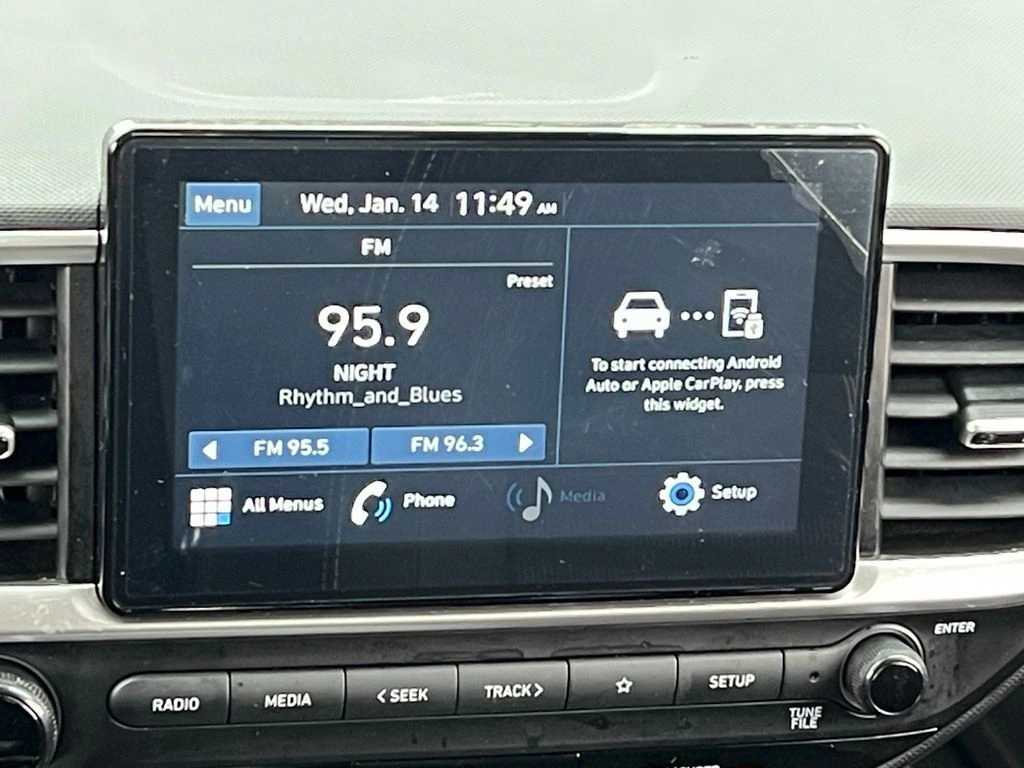 Menu Wed, Jan. 14 11:49 AM
FM
Preset
95.9
NIGHT
Rhythm_and_Blues
FM 95.5 FM 96.3
To start connecting Android
Auto or Apple CarPlay, press
this widget.
All Menus Phone Media Setup
ENTER
RADIO MEDIA < SEEK TRACK > SETUP
TUNE
FILE